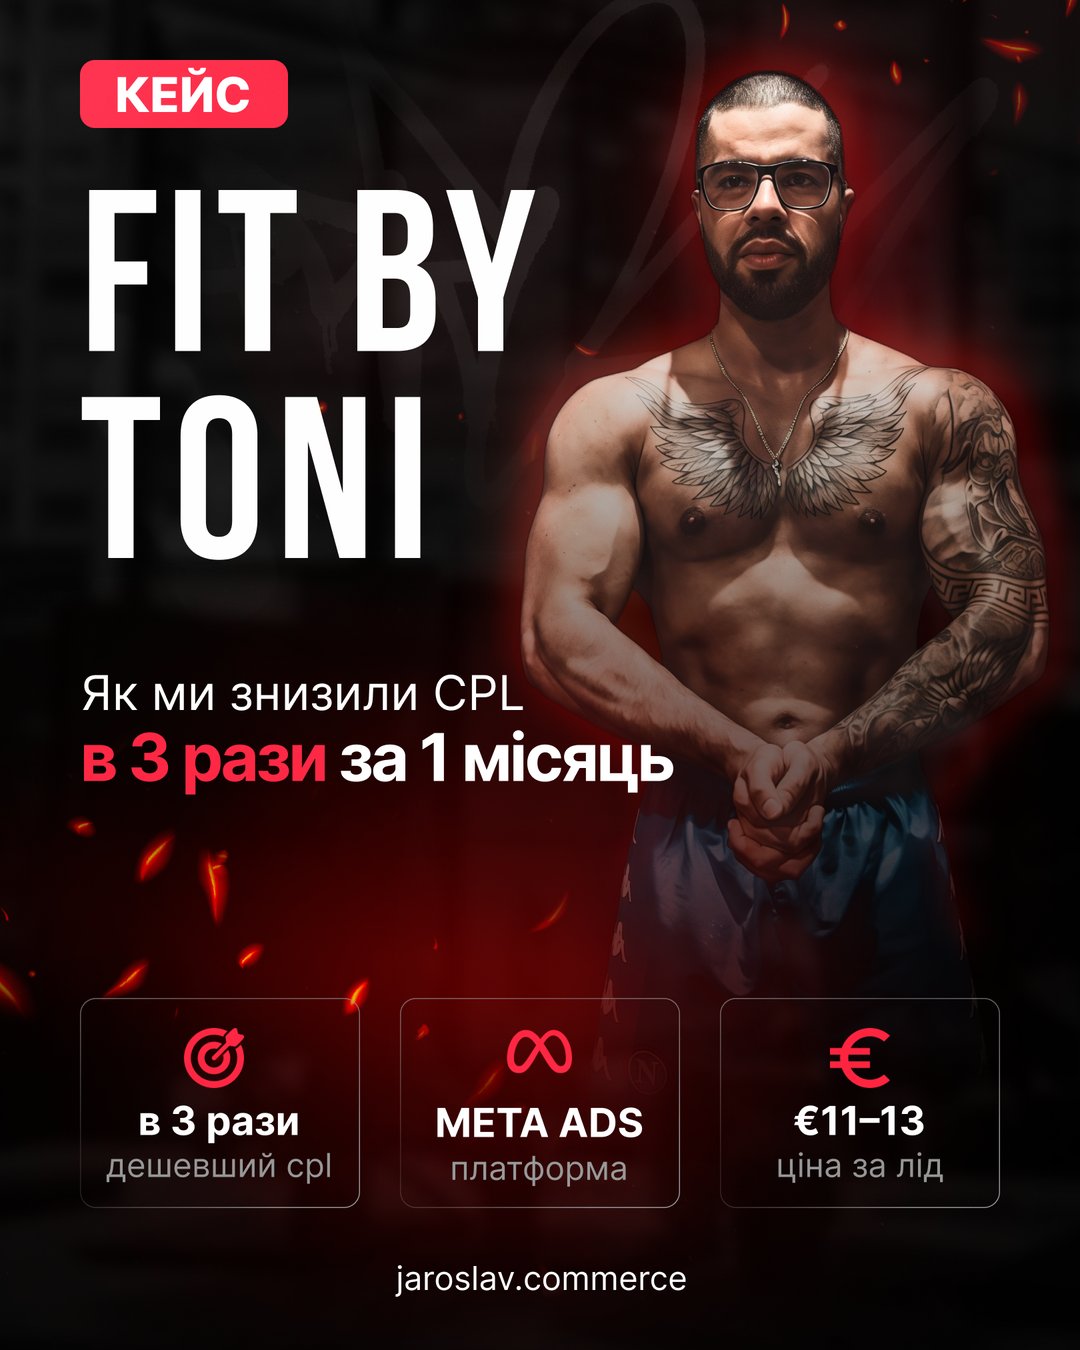 КЕЙС
FIT BY
TONI
Як ми знизили CPL
в 3 рази за 1 місяць
в 3 рази
дешевший cpl
META ADS
платформа
€
€11–13
ціна за лід
N
jaroslav.commerce